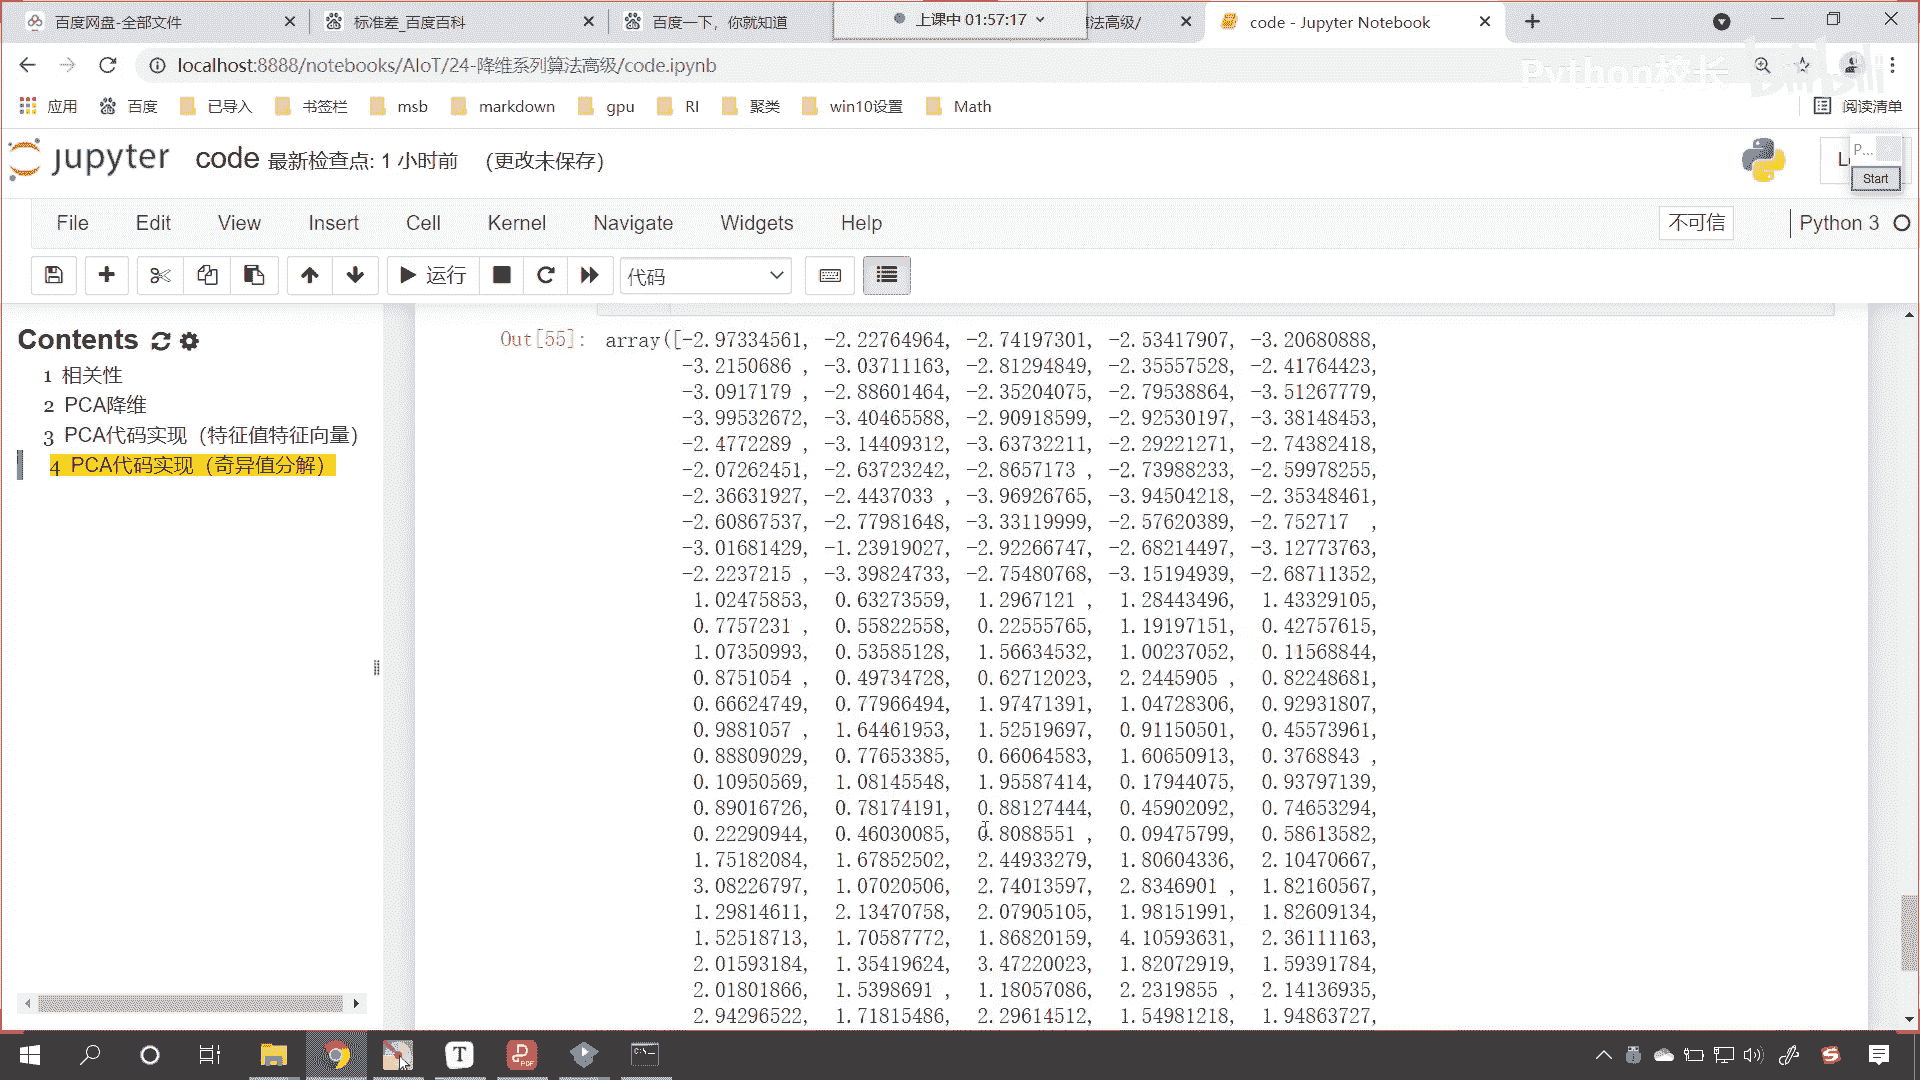 百度网盘-全部文件
标准差_百度百科
百度一下，你就知道
上课中 01:57:17
算法高级/
code - Jupyter Notebook
localhost:8888/notebooks/AIoT/24-降维系列算法高级/code.ipynb
Python校长
bilibili
应用
百度
已导入
书签栏
msb
markdown
gpu
RI
聚类
win10设置
Math
阅读清单
jupyter
code 最新检查点: 1 小时前 (更改未保存)
P...
Start
File Edit View Insert Cell Kernel Navigate Widgets Help
不可信
Python 3
运行
代码
Contents
1 相关性
2 PCA降维
3 PCA代码实现（特征值特征向量）
4 PCA代码实现（奇异值分解）
Out[55]: array([-2.97334561, -2.22764964, -2.74197301, -2.53417907, -3.20680888,
-3.2150686 , -3.03711163, -2.81294849, -2.35557528, -2.41764423,
-3.0917179 , -2.88601464, -2.35204075, -2.79538864, -3.51267779,
-3.99532672, -3.40465588, -2.90918599, -2.92530197, -3.38148453,
-2.4772289 , -3.14409312, -3.63732211, -2.29221271, -2.74382418,
-2.07262451, -2.63723242, -2.8657173 , -2.73988233, -2.59978255,
-2.36631927, -2.4437033 , -3.96926765, -3.94504218, -2.35348461,
-2.60867537, -2.77981648, -3.33119999, -2.57620389, -2.752717 ,
-3.01681429, -1.23919027, -2.92266747, -2.68214497, -3.12773763,
-2.2237215 , -3.39824733, -2.75480768, -3.15194939, -2.68711352,
1.02475853, 0.63273559, 1.2967121 , 1.28443496, 1.43329105,
0.7757231 , 0.55822558, 0.22555765, 1.19197151, 0.42757615,
1.07350993, 0.53585128, 1.56634532, 1.00237052, 0.11568844,
0.8751054 , 0.49734728, 0.62712023, 2.2445905 , 0.82248681,
0.66624749, 0.77966494, 1.97471391, 1.04728306, 0.92931807,
0.9881057 , 1.64461953, 1.52519697, 0.91150501, 0.45573961,
0.88809029, 0.77653385, 0.66064583, 1.60650913, 0.3768843 ,
0.10950569, 1.08145548, 1.95587414, 0.17944075, 0.93797139,
0.89016726, 0.78174191, 0.88127444, 0.45902092, 0.74653294,
0.22290944, 0.46030085, 0.8088551 , 0.09475799, 0.58613582,
1.75182084, 1.67852502, 2.44933279, 1.80604336, 2.10470667,
3.08226797, 1.07020506, 2.74013597, 2.8346901 , 1.82160567,
1.29814611, 2.13470758, 2.07905105, 1.98151991, 1.82609134,
1.52518713, 1.70587772, 1.86820159, 4.10593631, 2.36111163,
2.01593184, 1.35419624, 3.47220023, 1.82072919, 1.59391784,
2.01801866, 1.5398691 , 1.18057086, 2.2319855 , 2.14136935,
2.94296522, 1.71815486, 2.29614512, 1.54981218, 1.94863727,